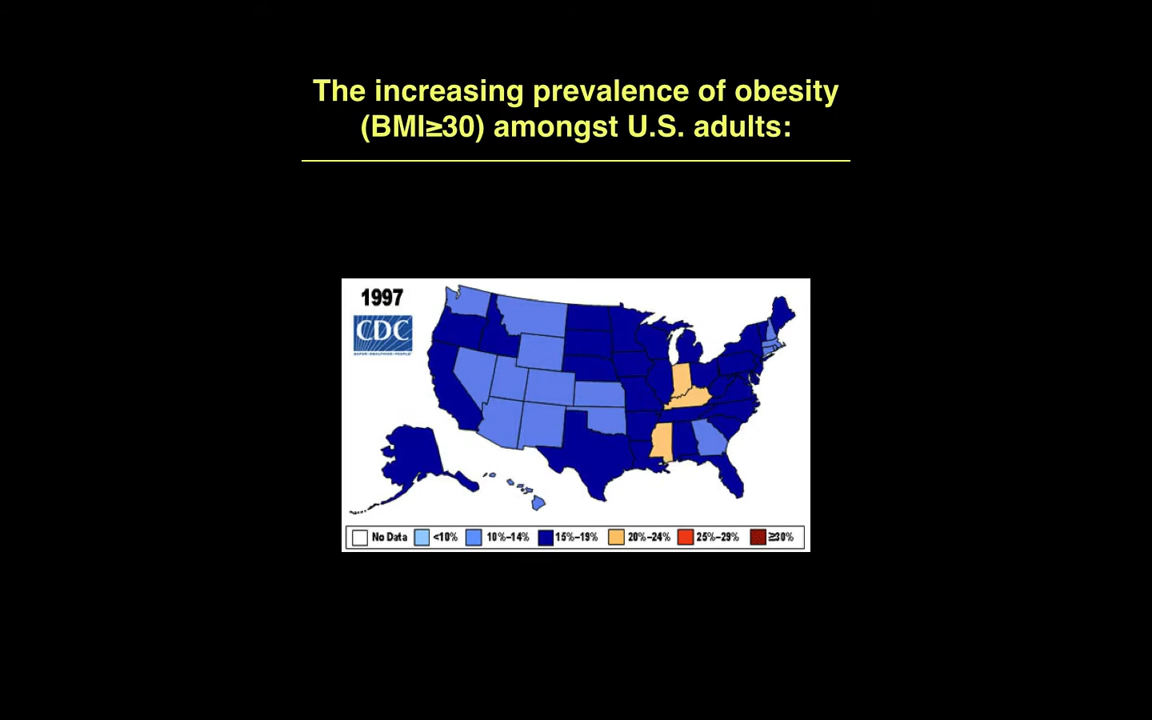 The increasing prevalence of obesity
(BMI≥30) amongst U.S. adults:
1997
CDC
No Data <10% 10%–14% 15%–19% 20%–24% 25%–29% ≥30%